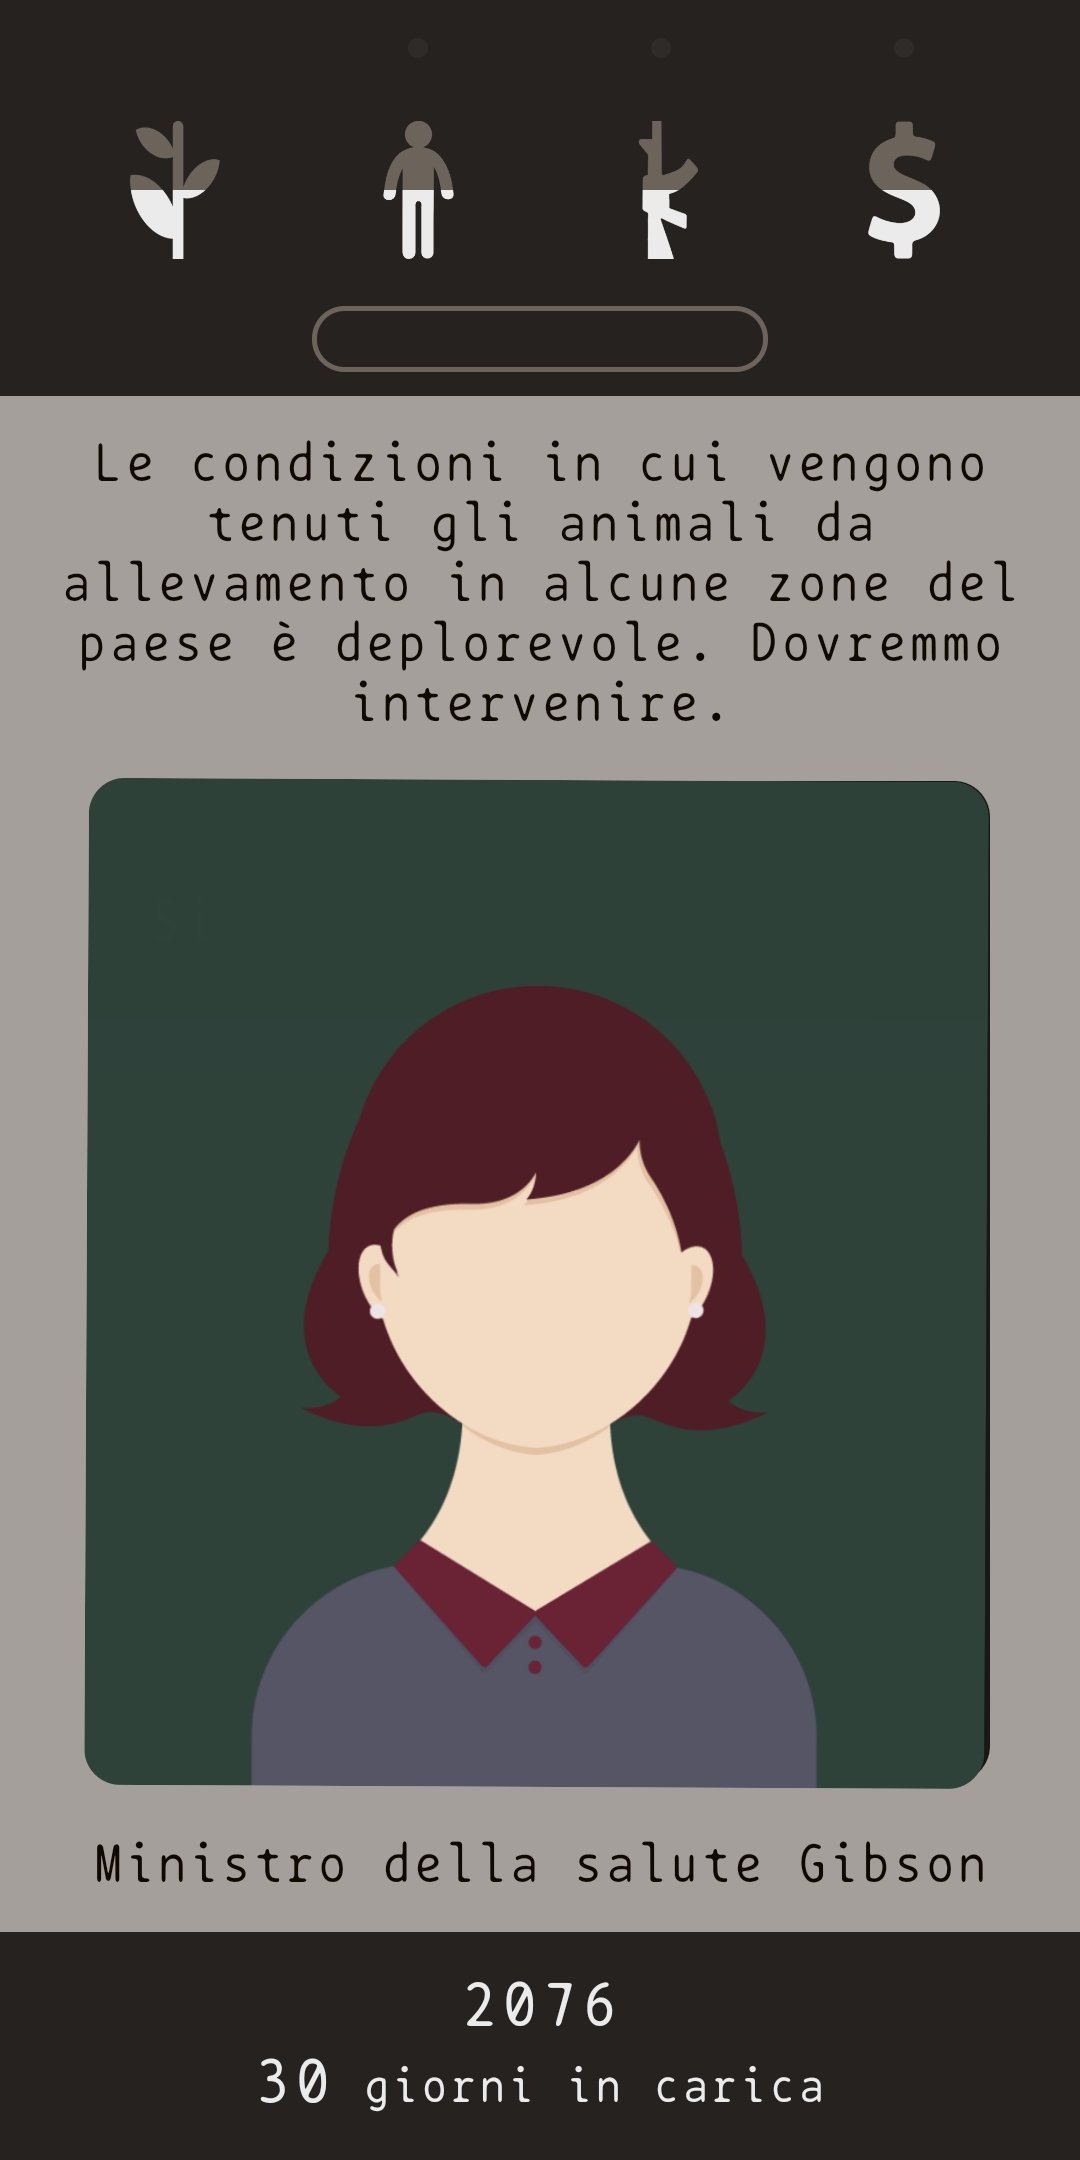 Le condizioni in cui vengono
tenuti gli animali da
allevamento in alcune zone del
paese è deplorevole. Dovremmo
intervenire.
Ministro della salute Gibson
2076
30 giorni in carica